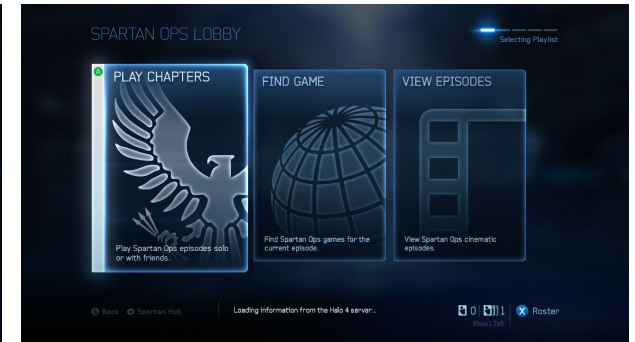 SPARTAN OPS LOBBY
Selecting Playlist
A
PLAY CHAPTERS
Play Spartan Ops episodes solo
or with friends.
FIND GAME
Find Spartan Ops games for the
current episode.
VIEW EPISODES
View Spartan Ops cinematic
episodes.
B Back Spartan Hub
Loading information from the Halo 4 server...
0 1 X Roster
Xbox LIVE